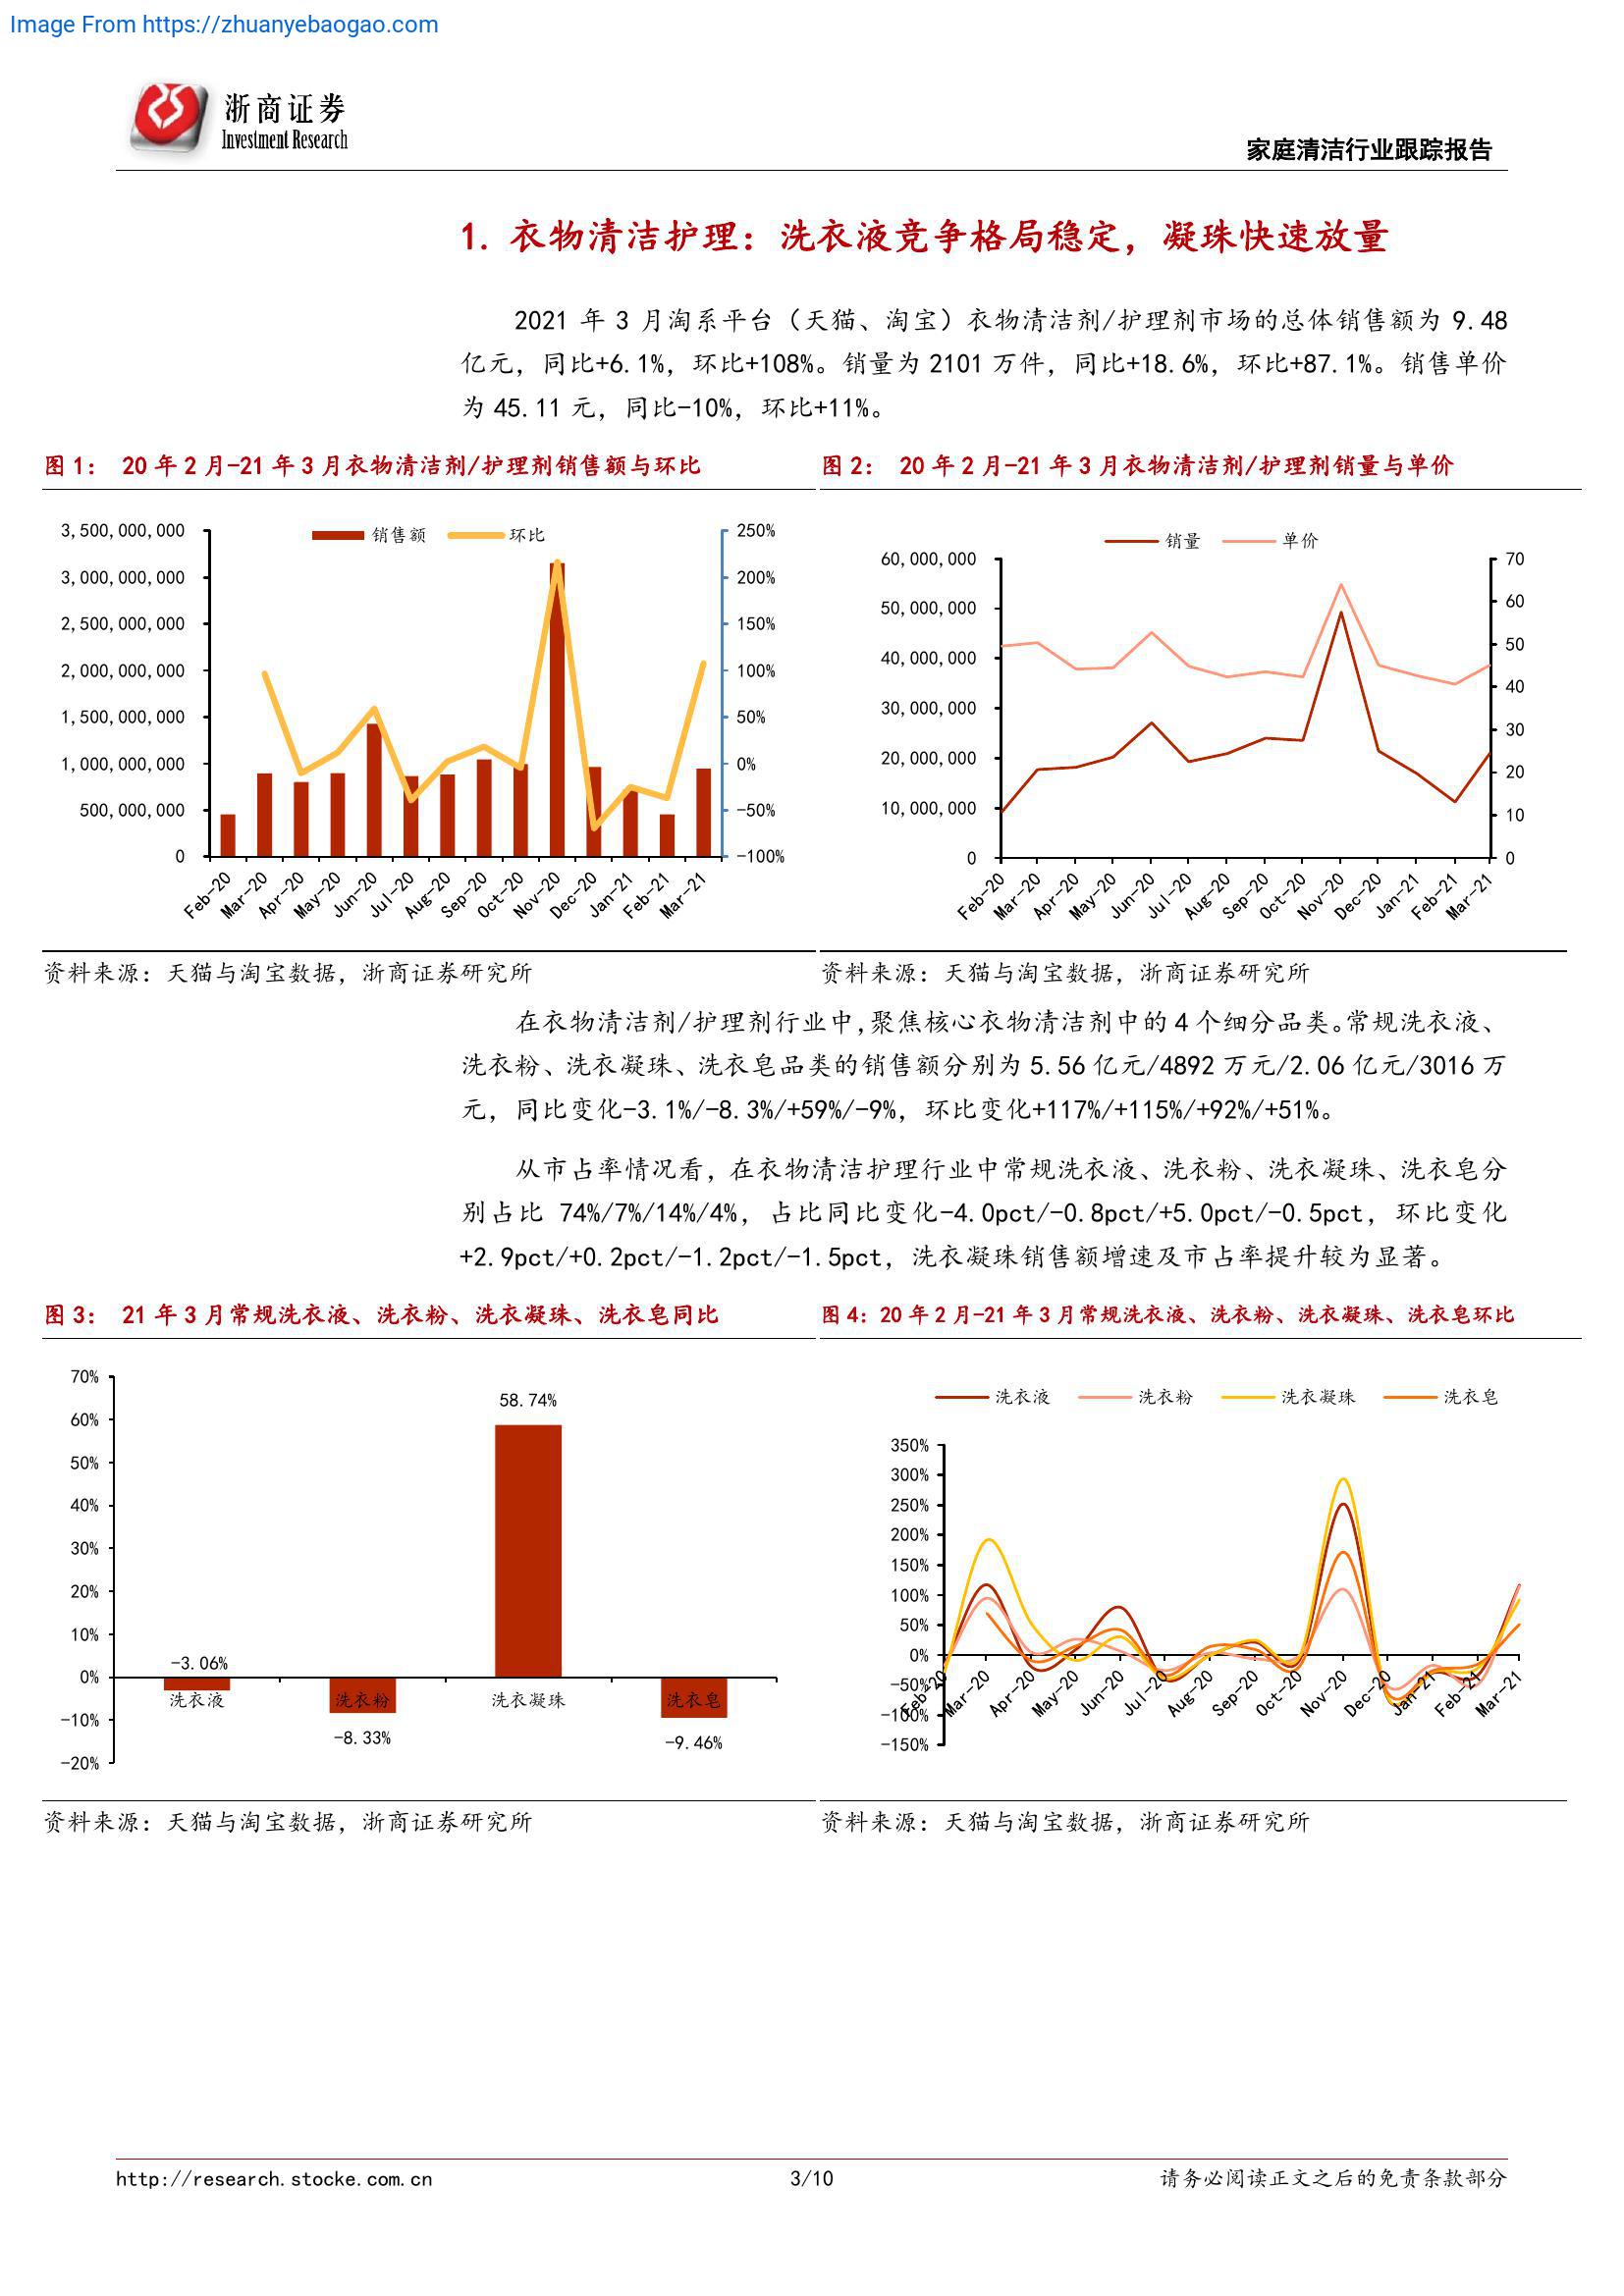 Image From https://zhuanyebaogao.com
浙商证券
Investment Research
家庭清洁行业跟踪报告
1. 衣物清洁护理：洗衣液竞争格局稳定，凝珠快速放量
2021 年 3 月淘系平台（天猫、淘宝）衣物清洁剂/护理剂市场的总体销售额为 9.48
亿元，同比+6.1%，环比+108%。销量为 2101 万件，同比+18.6%，环比+87.1%。销售单价
为 45.11 元，同比-10%，环比+11%。
图 1： 20 年 2 月-21 年 3 月衣物清洁剂/护理剂销售额与环比
销售额 环比
3,500,000,000
3,000,000,000
2,500,000,000
2,000,000,000
1,500,000,000
1,000,000,000
500,000,000
0
250%
200%
150%
100%
50%
0%
-50%
-100%
Feb-20 Mar-20 Apr-20 May-20 Jun-20 Jul-20 Aug-20 Sep-20 Oct-20 Nov-20 Dec-20 Jan-21 Feb-21 Mar-21
资料来源：天猫与淘宝数据，浙商证券研究所
图 2： 20 年 2 月-21 年 3 月衣物清洁剂/护理剂销量与单价
销量 单价
60,000,000
50,000,000
40,000,000
30,000,000
20,000,000
10,000,000
0
70
60
50
40
30
20
10
0
Feb-20 Mar-20 Apr-20 May-20 Jun-20 Jul-20 Aug-20 Sep-20 Oct-20 Nov-20 Dec-20 Jan-21 Feb-21 Mar-21
资料来源：天猫与淘宝数据，浙商证券研究所
在衣物清洁剂/护理剂行业中,聚焦核心衣物清洁剂中的 4 个细分品类。常规洗衣液、
洗衣粉、洗衣凝珠、洗衣皂品类的销售额分别为 5.56 亿元/4892 万元/2.06 亿元/3016 万
元，同比变化-3.1%/-8.3%/+59%/-9%，环比变化+117%/+115%/+92%/+51%。
从市占率情况看，在衣物清洁护理行业中常规洗衣液、洗衣粉、洗衣凝珠、洗衣皂分
别占比 74%/7%/14%/4%，占比同比变化-4.0pct/-0.8pct/+5.0pct/-0.5pct，环比变化
+2.9pct/+0.2pct/-1.2pct/-1.5pct，洗衣凝珠销售额增速及市占率提升较为显著。
图 3： 21 年 3 月常规洗衣液、洗衣粉、洗衣凝珠、洗衣皂同比
70%
60%
50%
40%
30%
20%
10%
0%
-10%
-20%
-3.06%
-8.33%
58.74%
-9.46%
洗衣液 洗衣粉 洗衣凝珠 洗衣皂
资料来源：天猫与淘宝数据，浙商证券研究所
图 4：20 年 2 月-21 年 3 月常规洗衣液、洗衣粉、洗衣凝珠、洗衣皂环比
洗衣液 洗衣粉 洗衣凝珠 洗衣皂
350%
300%
250%
200%
150%
100%
50%
0%
-50%
-100%
-150%
Feb-20 Mar-20 Apr-20 May-20 Jun-20 Jul-20 Aug-20 Sep-20 Oct-20 Nov-20 Dec-20 Jan-21 Feb-21 Mar-21
资料来源：天猫与淘宝数据，浙商证券研究所
http://research.stocke.com.cn
3/10
请务必阅读正文之后的免责条款部分